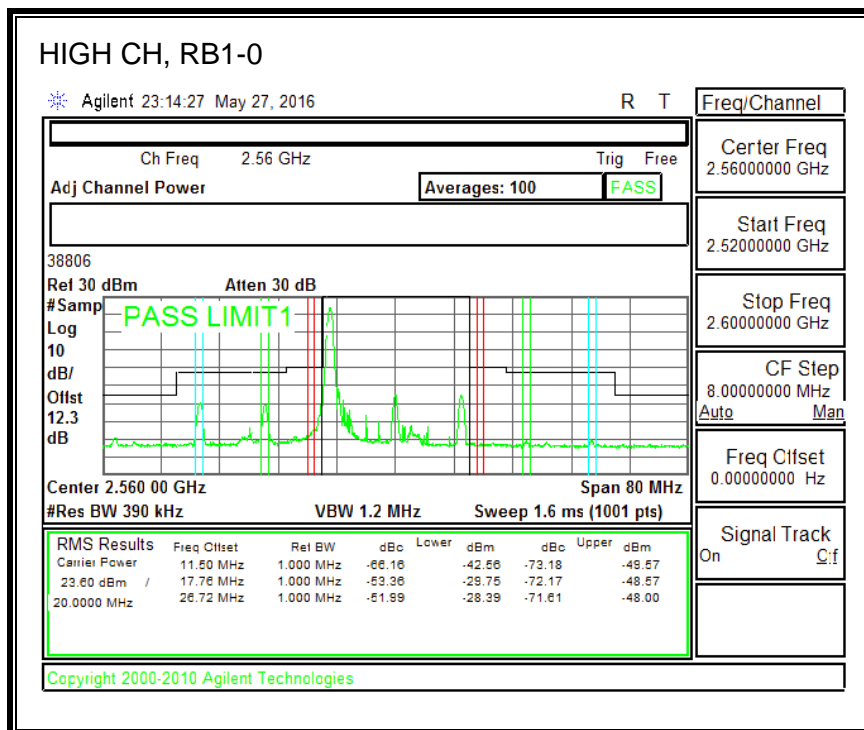 HIGH CH, RB1-0
Agilent 23:14:27 May 27, 2016 R T
Freq/Channel
Ch Freq 2.56 GHz Trig Free
Adj Channel Power Averages: 100 PASS
38806
Ref 30 dBm Atten 30 dB
#Samp
Log
10
dB/
Offst
12.3
dB
PASS LIMIT1
Center 2.560 00 GHz Span 80 MHz
#Res BW 390 kHz VBW 1.2 MHz Sweep 1.6 ms (1001 pts)
RMS Results Freq Offset Ref BW dBc Lower dBm dBc Upper dBm
Carrier Power 11.50 MHz 1.000 MHz -66.16 -42.56 -73.18 -49.57
23.60 dBm / 17.76 MHz 1.000 MHz -53.36 -29.75 -72.17 -48.57
20.0000 MHz 26.72 MHz 1.000 MHz -51.99 -28.39 -71.61 -48.00
Copyright 2000-2010 Agilent Technologies
Center Freq
2.56000000 GHz
Start Freq
2.52000000 GHz
Stop Freq
2.60000000 GHz
CF Step
8.00000000 MHz
Auto Man
Freq Offset
0.00000000 Hz
Signal Track
On Off